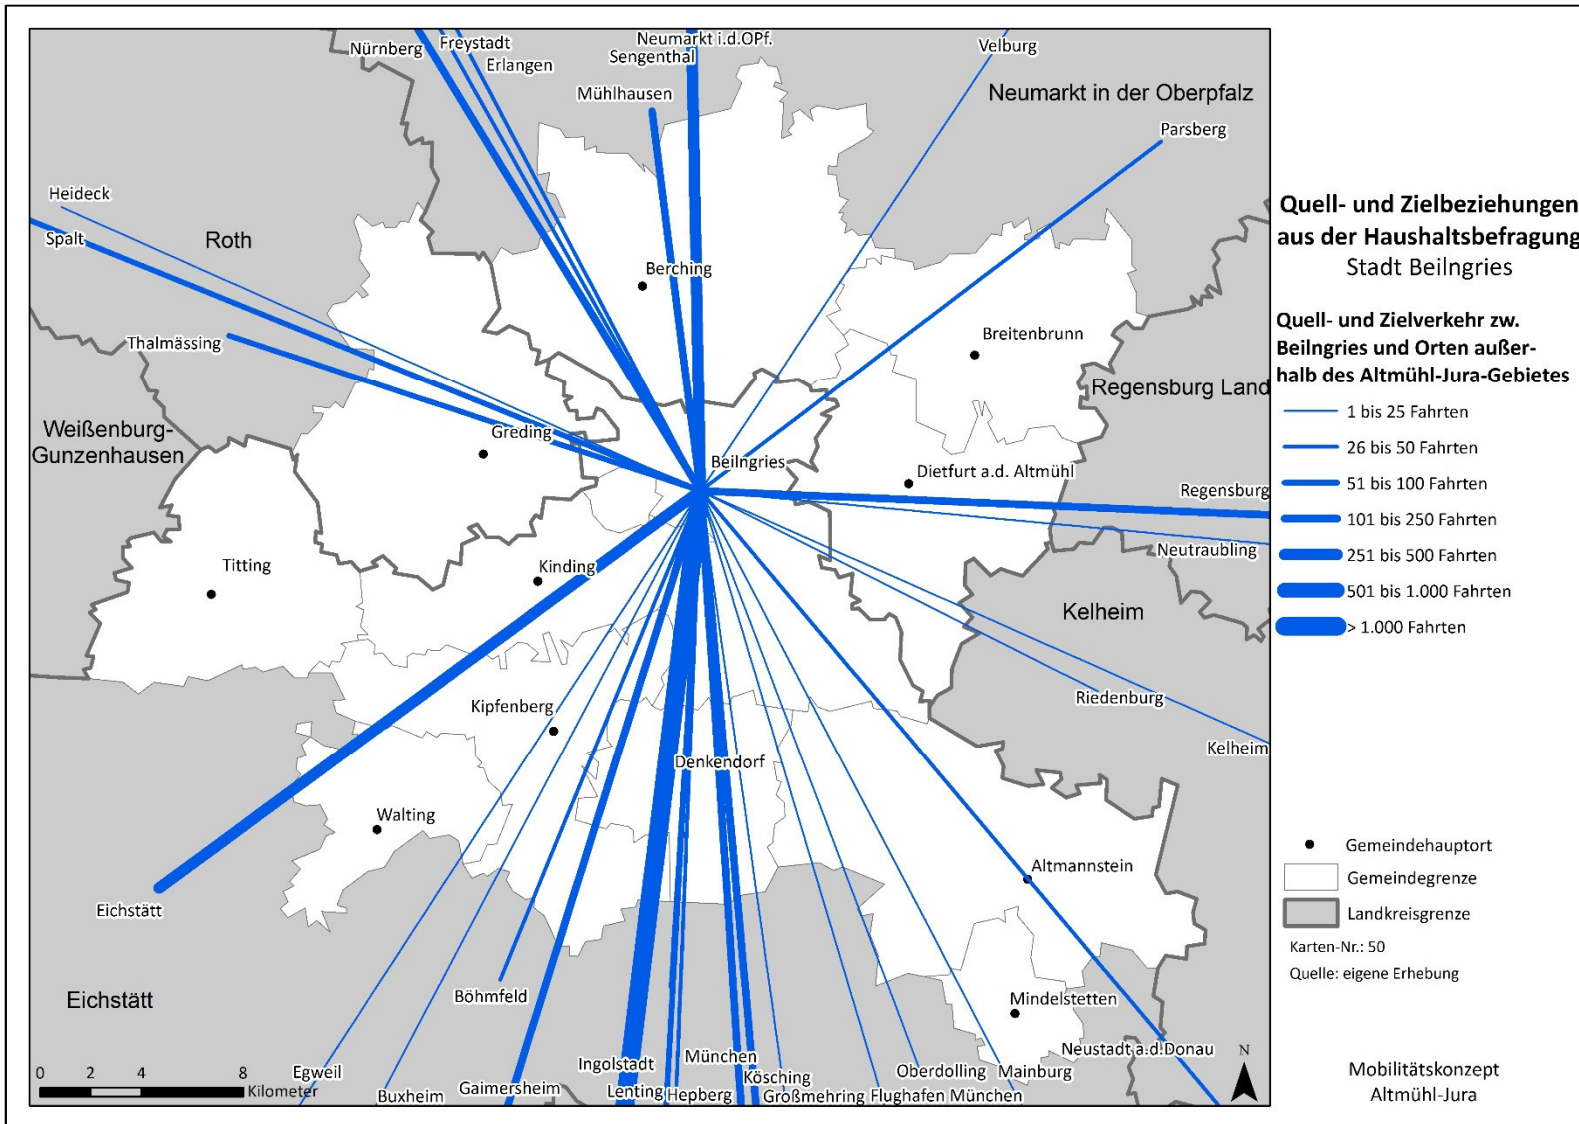 Nürnberg
Freystadt
Erlangen
Neumarkt i.d.OPf.
Sengenthal
Mühlhausen
Velburg
Neumarkt in der Oberpfalz
Parsberg
Heideck
Spalt
Roth
Berching
Thalmässing
Breitenbrunn
Regensburg Land
Weißenburg-
Gunzenhausen
Greding
Beilngries
Dietfurt a.d. Altmühl
Regensburg
Neutraubling
Titting
Kinding
Kelheim
Riedenburg
Kelheim
Kipfenberg
Denkendorf
Walting
Altmannstein
Eichstätt
Eichstätt
Böhmfeld
Mindelstetten
Neustadt a.d.Donau
Ingolstadt
München
Egweil
Buxheim
Gaimersheim
Lenting
Hepberg
Kösching
Großmehring
Oberdolling
Mainburg
Flughafen München
0 2 4 8
Kilometer
N
Quell- und Zielbeziehungen
aus der Haushaltsbefragung
Stadt Beilngries
Quell- und Zielverkehr zw.
Beilngries und Orten außer-
halb des Altmühl-Jura-Gebietes
1 bis 25 Fahrten
26 bis 50 Fahrten
51 bis 100 Fahrten
101 bis 250 Fahrten
251 bis 500 Fahrten
501 bis 1.000 Fahrten
> 1.000 Fahrten
Gemeindehauptort
Gemeindegrenze
Landkreisgrenze
Karten-Nr.: 50
Quelle: eigene Erhebung
Mobilitätskonzept
Altmühl-Jura